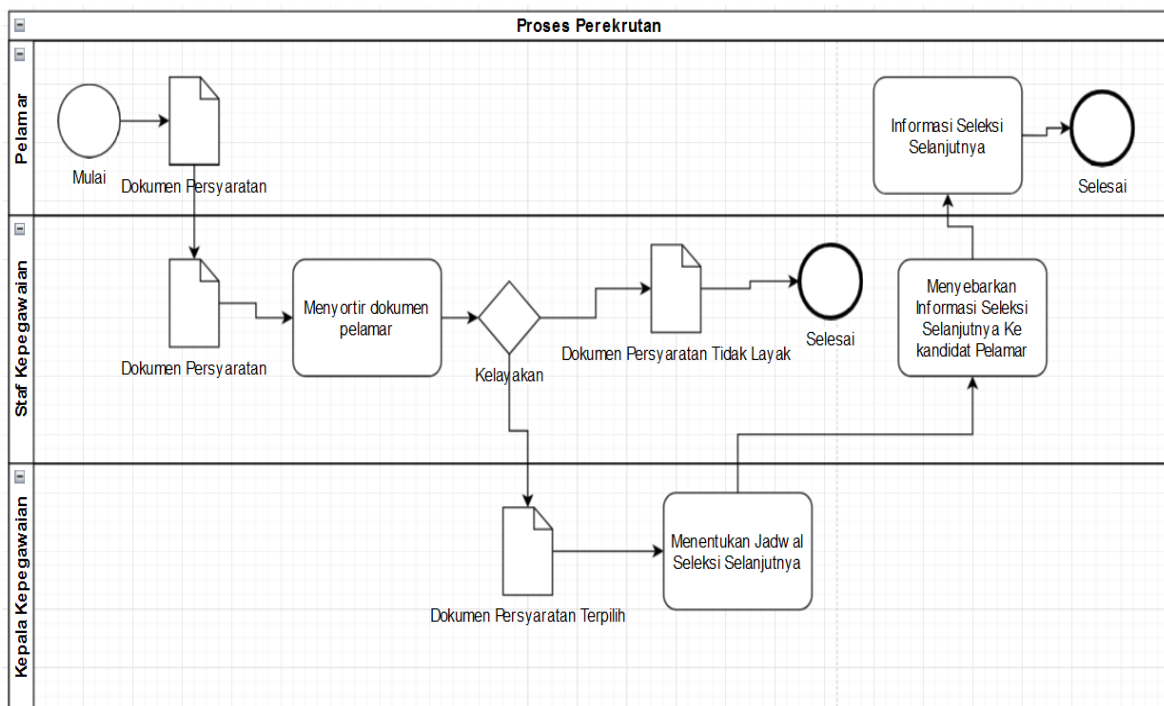 Proses Perekrutan
Pelamar
Mulai
Dokumen Persyaratan
Informasi Seleksi
Selanjutnya
Selesai
Staf Kepegawaian
Dokumen Persyaratan
Menyortir dokumen
pelamar
Kelayakan
Dokumen Persyaratan Tidak Layak
Selesai
Menyebarkan
Informasi Seleksi
Selanjutnya Ke
kandidat Pelamar
Kepala Kepegawaian
Dokumen Persyaratan Terpilih
Menentukan Jadwal
Seleksi Selanjutnya